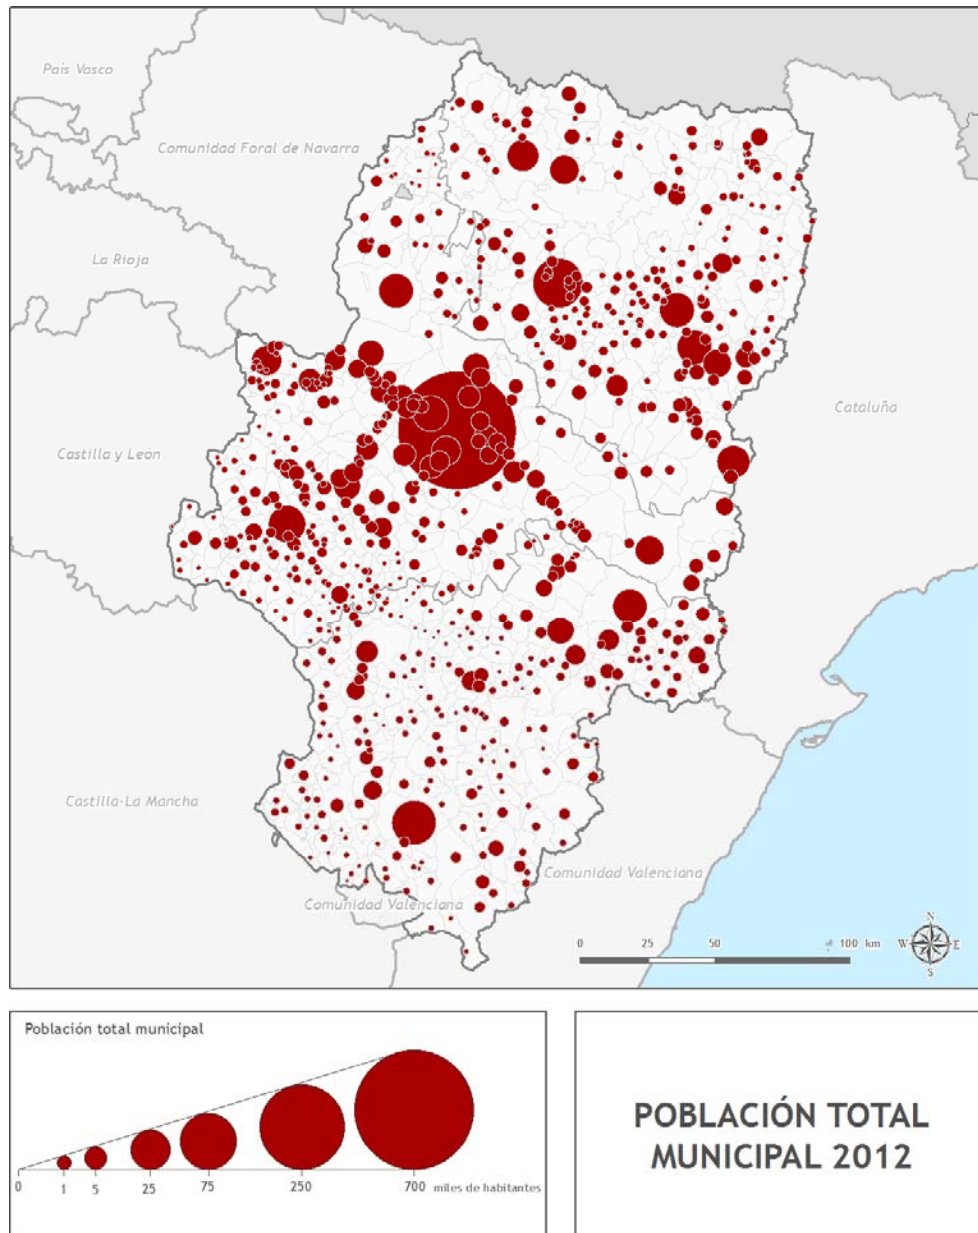 País Vasco
Comunidad Foral de Navarra
La Rioja
Cataluña
Castilla y León
Castilla-La Mancha
Comunidad Valenciana
Comunidad Valenciana
0 25 50 100 km
N
W E
S
Población total municipal
0 1 5 25 75 250 700 miles de habitantes
POBLACIÓN TOTAL
MUNICIPAL 2012